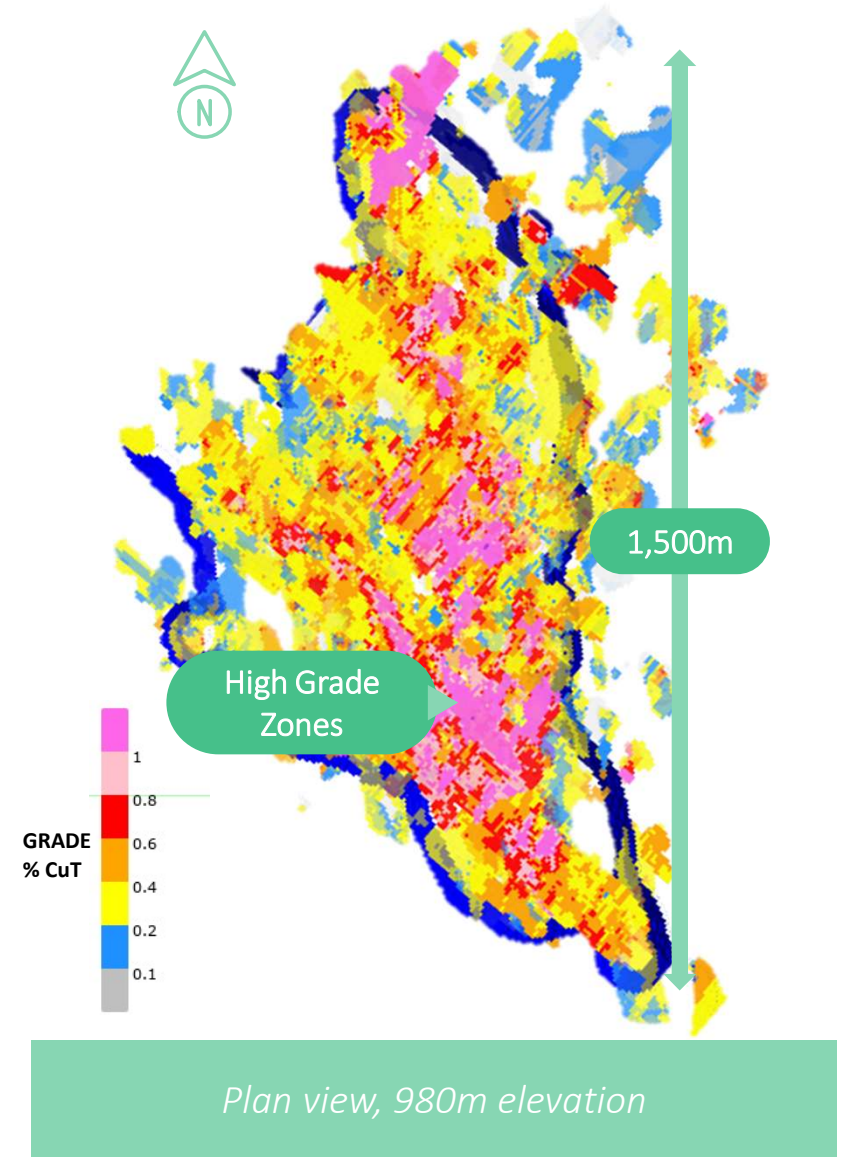 N
1,500m
High Grade
Zones
1
0.8
GRADE
% CuT
0.6
0.4
0.2
0.1
Plan view, 980m elevation